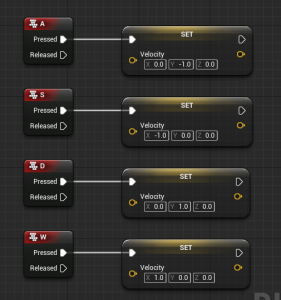 A
SET
Pressed
Released
Velocity
X 0.0 Y -1.0 Z 0.0
S
SET
Pressed
Released
Velocity
X -1.0 Y 0.0 Z 0.0
D
SET
Pressed
Released
Velocity
X 0.0 Y 1.0 Z 0.0
W
SET
Pressed
Released
Velocity
X 1.0 Y 0.0 Z 0.0